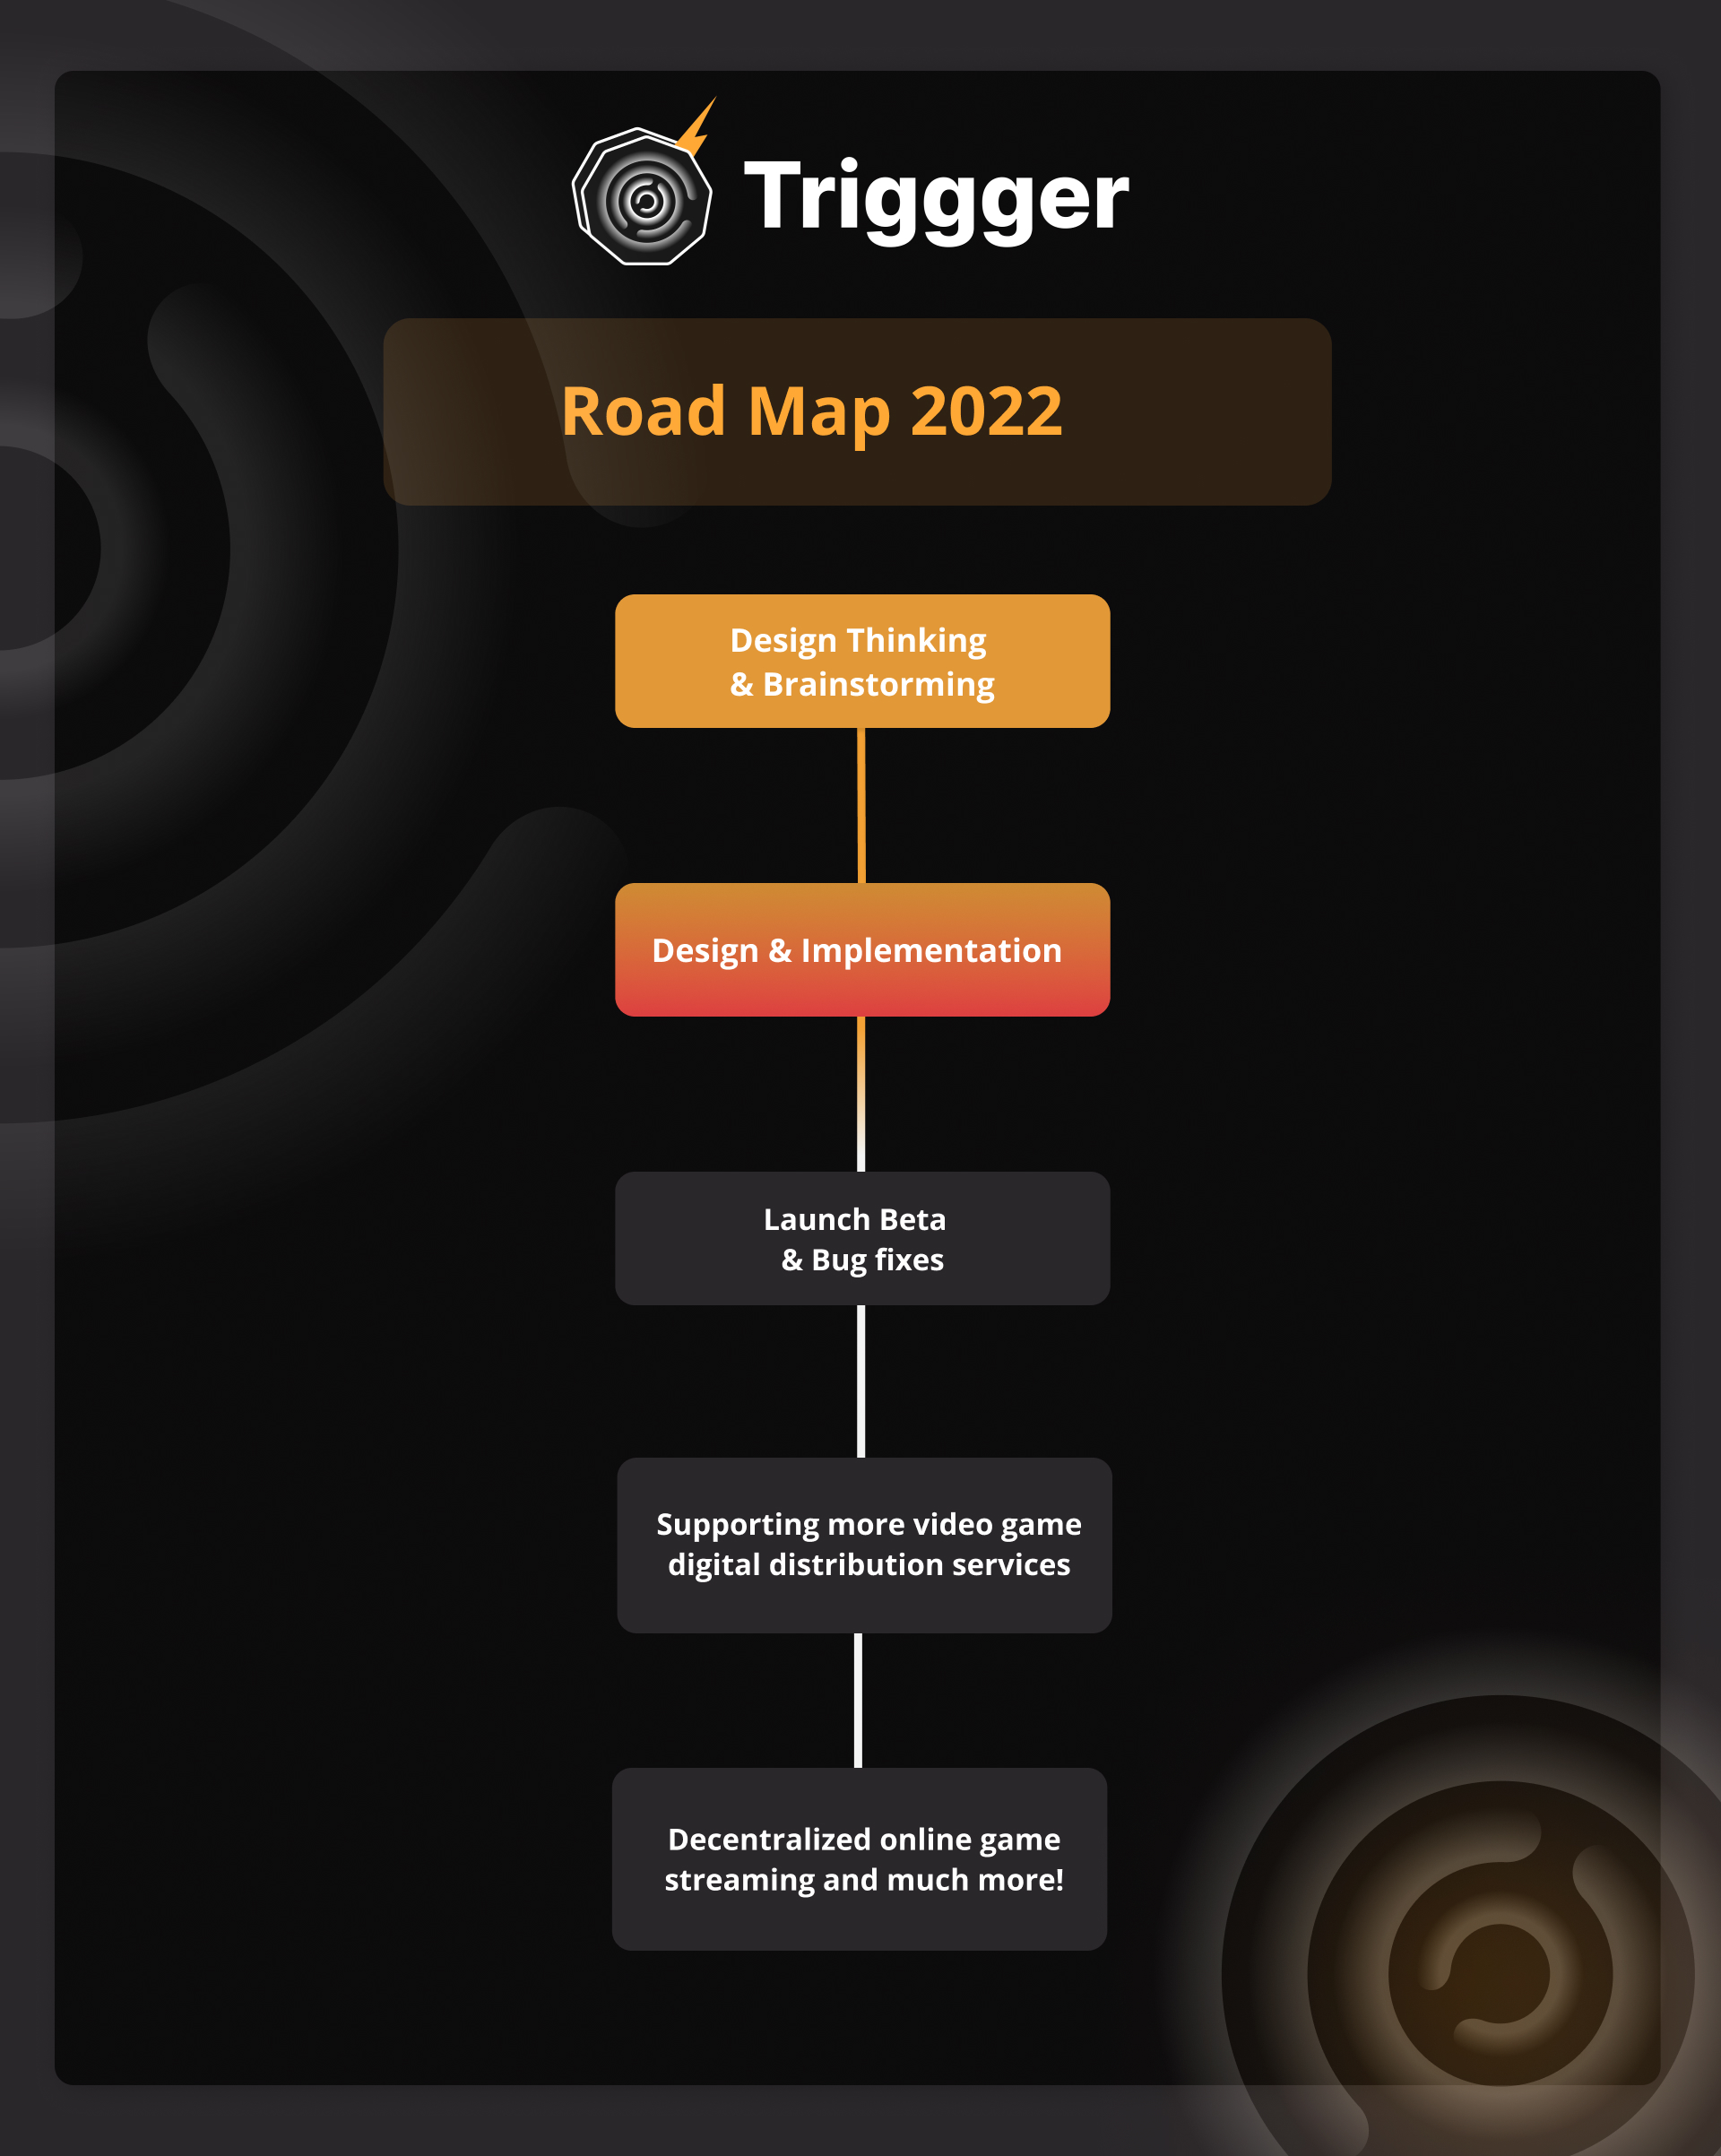 Triggger
Road Map 2022
Design Thinking
& Brainstorming
Design & Implementation
Launch Beta
& Bug fixes
Supporting more video game
digital distribution services
Decentralized online game
streaming and much more!